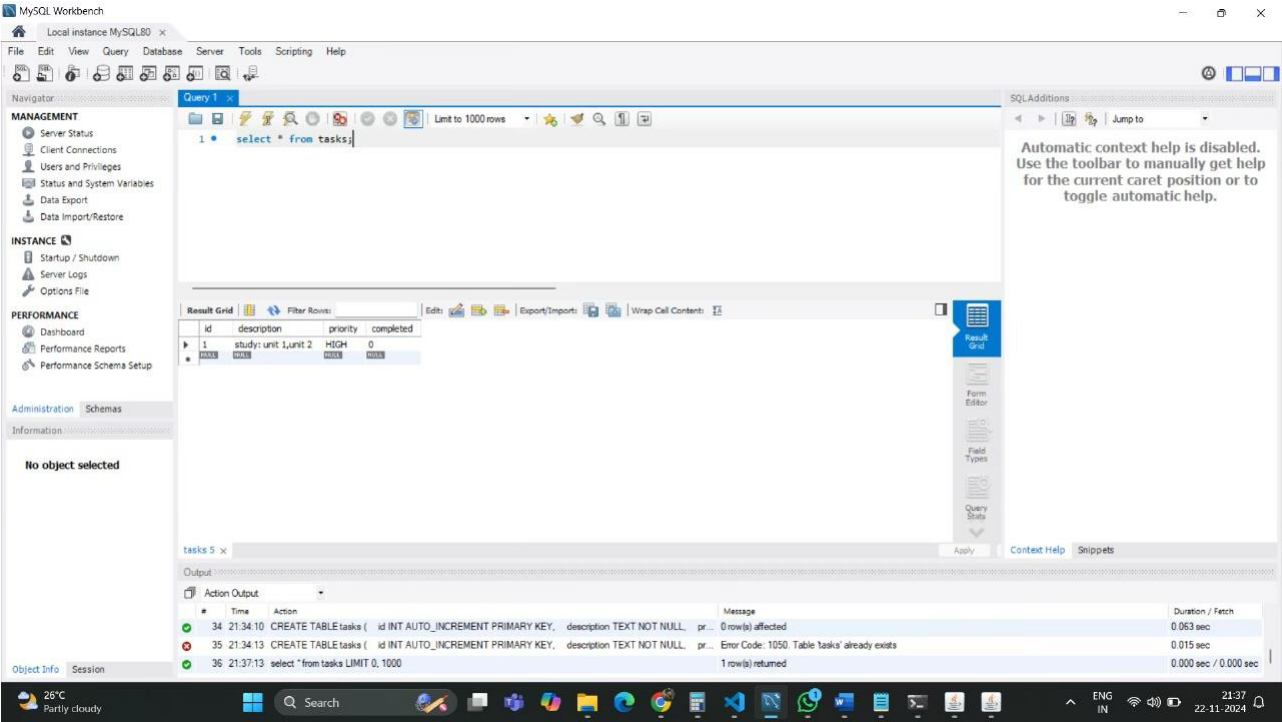 MySQL Workbench
Local instance MySQL80 ×
File Edit View Query Database Server Tools Scripting Help
Navigator
MANAGEMENT
Server Status
Client Connections
Users and Privileges
Status and System Variables
Data Export
Data Import/Restore
INSTANCE
Startup / Shutdown
Server Logs
Options File
PERFORMANCE
Dashboard
Performance Reports
Performance Schema Setup
Administration Schemas
Information
No object selected
Object Info Session
Query 1 ×
Limit to 1000 rows
1 select * from tasks;
Result Grid Filter Rows: Edit: Export/Import: Wrap Cell Content:
id description priority completed
1 study: unit 1,unit 2 HIGH 0
NULL NULL NULL NULL
Result Grid
Form Editor
Field Types
Query Stats
tasks 5 × Apply
SQLAdditions
Jump to
Automatic context help is disabled.
Use the toolbar to manually get help
for the current caret position or to
toggle automatic help.
Context Help Snippets
Output
Action Output
# Time Action Message Duration / Fetch
34 21:34:10 CREATE TABLE tasks ( id INT AUTO_INCREMENT PRIMARY KEY, description TEXT NOT NULL, pr... 0 row(s) affected 0.063 sec
35 21:34:13 CREATE TABLE tasks ( id INT AUTO_INCREMENT PRIMARY KEY, description TEXT NOT NULL, pr... Error Code: 1050. Table 'tasks' already exists 0.015 sec
36 21:37:13 select * from tasks LIMIT 0, 1000 1 row(s) returned 0.000 sec / 0.000 sec
26°C
Partly cloudy
Search
ENG
IN
21:37
22-11-2024